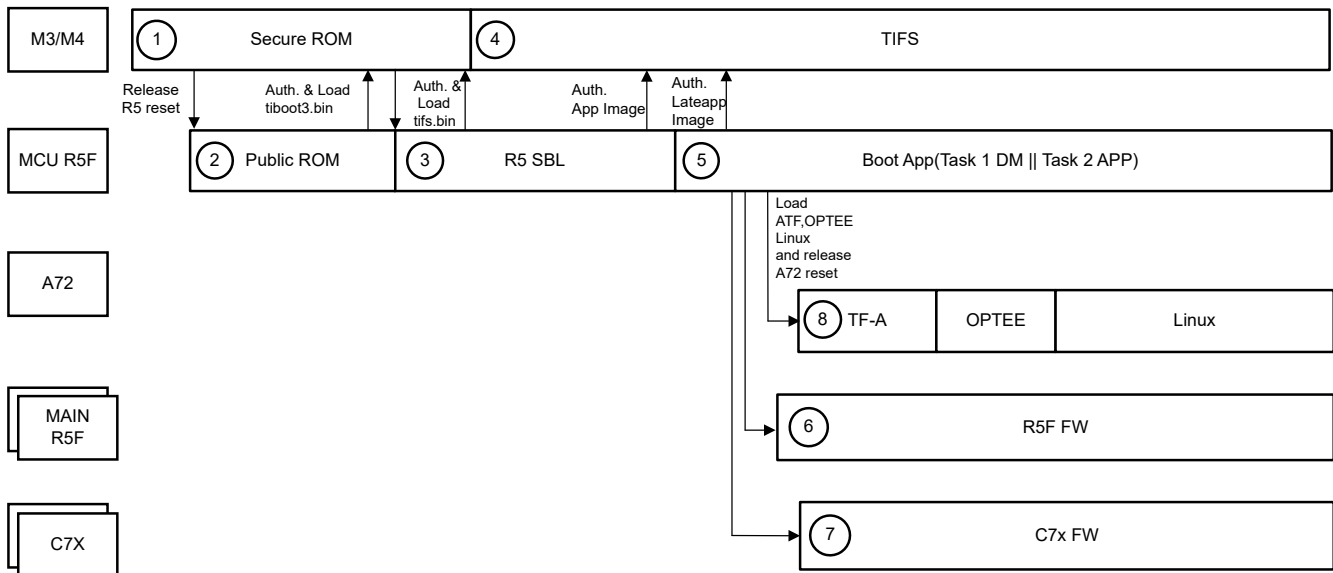 M3/M4
1
Secure ROM
4
TIFS
Release
R5 reset
Auth. & Load
tiboot3.bin
Auth. &
Load
tifs.bin
Auth.
App Image
Auth.
Lateapp
Image
MCU R5F
2
Public ROM
3
R5 SBL
5
Boot App(Task 1 DM || Task 2 APP)
Load
ATF,OPTEE
Linux
and release
A72 reset
A72
8
TF-A
OPTEE
Linux
MAIN
R5F
6
R5F FW
C7X
7
C7x FW